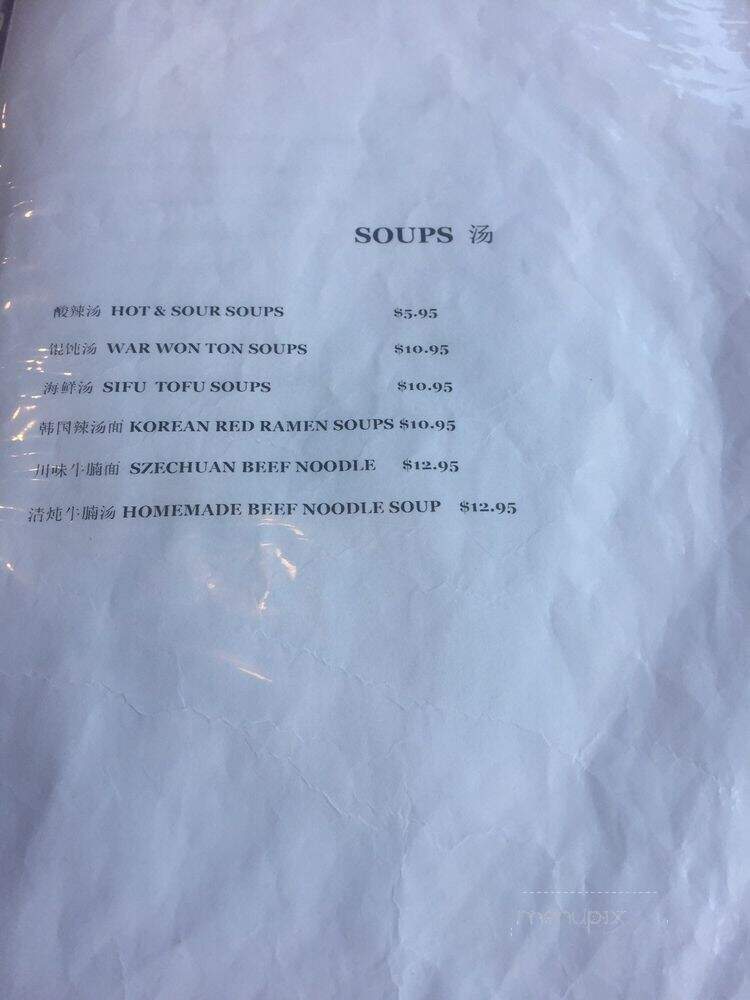 SOUPS 汤
酸辣汤 HOT & SOUR SOUPS $5.95
馄饨汤 WAR WON TON SOUPS $10.95
海鲜汤 SIFU TOFU SOUPS $10.95
韩国辣汤面 KOREAN RED RAMEN SOUPS $10.95
川味牛腩面 SZECHUAN BEEF NOODLE $12.95
清炖牛腩汤 HOMEMADE BEEF NOODLE SOUP $12.95
menupix